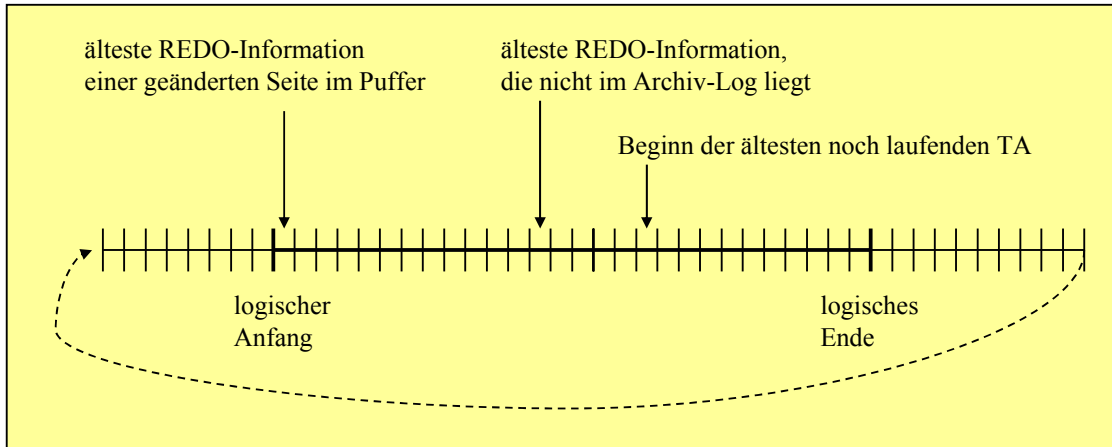 älteste REDO-Information
einer geänderten Seite im Puffer
älteste REDO-Information,
die nicht im Archiv-Log liegt
Beginn der ältesten noch laufenden TA
logischer
Anfang
logisches
Ende